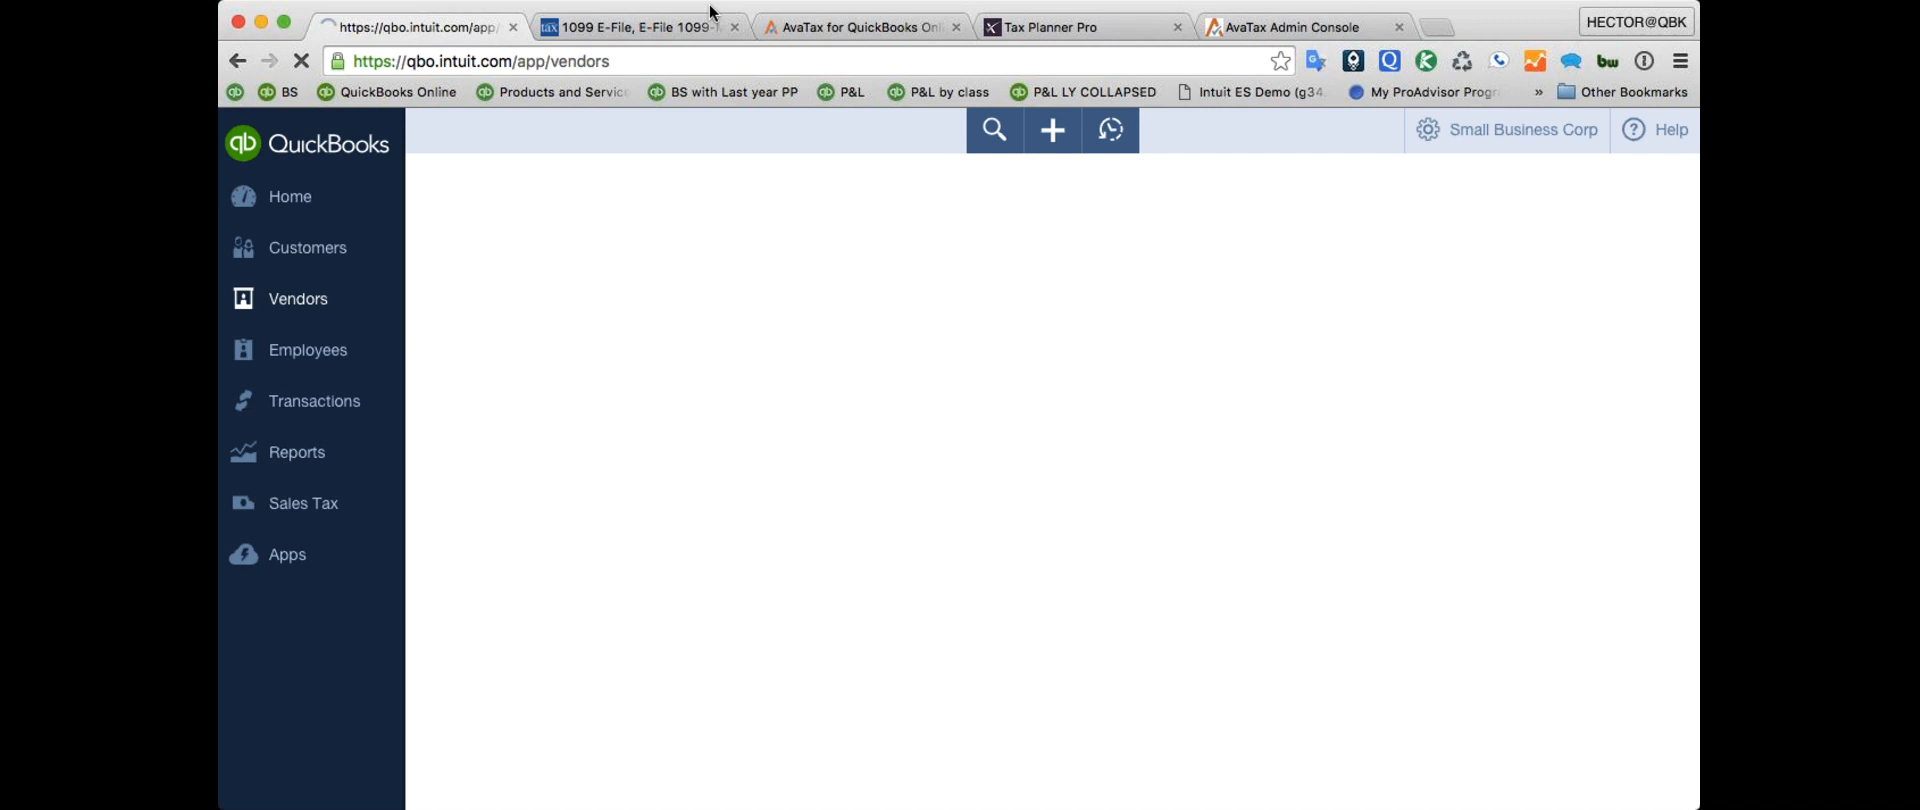 https://qbo.intuit.com/app/
1099 E-File, E-File 1099-
AvaTax for QuickBooks Onl
Tax Planner Pro
AvaTax Admin Console
HECTOR@QBK
https://qbo.intuit.com/app/vendors
BS
QuickBooks Online
Products and Servic
BS with Last year PP
P&L
P&L by class
P&L LY COLLAPSED
Intuit ES Demo (g34
My ProAdvisor Progr
»
Other Bookmarks
qb QuickBooks
Small Business Corp
Help
Home
Customers
Vendors
Employees
Transactions
Reports
Sales Tax
Apps